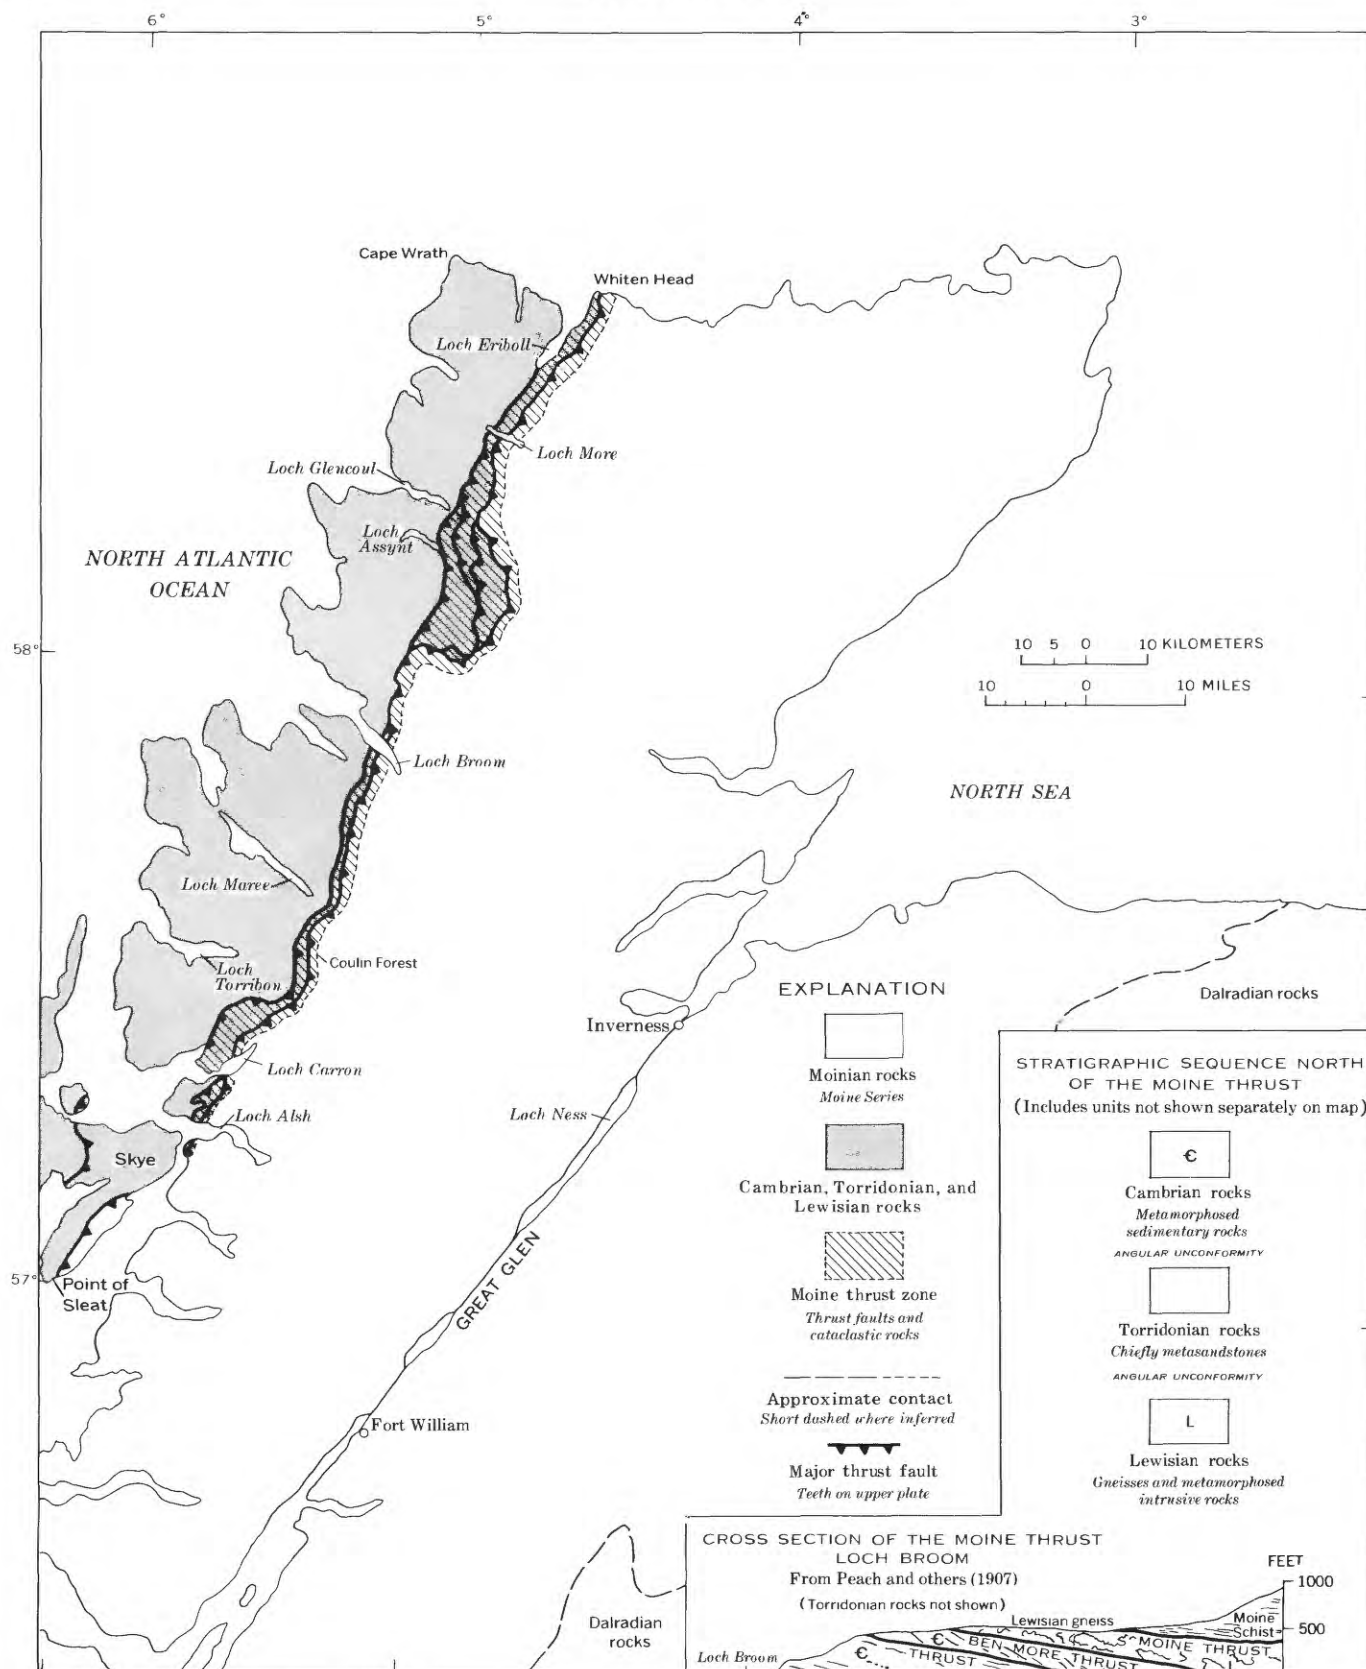 6°
5°
4°
3°
Cape Wrath
Whiten Head
Loch Eriboll
Loch More
Loch Glencoul
Loch
Assynt
NORTH ATLANTIC
OCEAN
58°
10 5 0 10 KILOMETERS
10 0 10 MILES
Loch Broom
NORTH SEA
Loch Maree
Coulin Forest
Loch
Torribon
Inverness
Loch Carron
Loch Alsh
Loch Ness
Skye
GREAT GLEN
57°
Point of
Sleat
Fort William
Dalradian rocks
Dalradian
rocks
EXPLANATION
Moinian rocks
Moine Series
Cambrian, Torridonian, and
Lewisian rocks
Moine thrust zone
Thrust faults and
cataclastic rocks
Approximate contact
Short dashed where inferred
Major thrust fault
Teeth on upper plate
STRATIGRAPHIC SEQUENCE NORTH
OF THE MOINE THRUST
(Includes units not shown separately on map)
Є
Cambrian rocks
Metamorphosed
sedimentary rocks
ANGULAR UNCONFORMITY
Torridonian rocks
Chiefly metasandstones
ANGULAR UNCONFORMITY
L
Lewisian rocks
Gneisses and metamorphosed
intrusive rocks
CROSS SECTION OF THE MOINE THRUST
LOCH BROOM
From Peach and others (1907)
(Torridonian rocks not shown)
FEET
1000
500
Lewisian gneiss
Moine
Schist
MOINE THRUST
Є
BEN MORE THRUST
Є
THRUST
Loch Broom